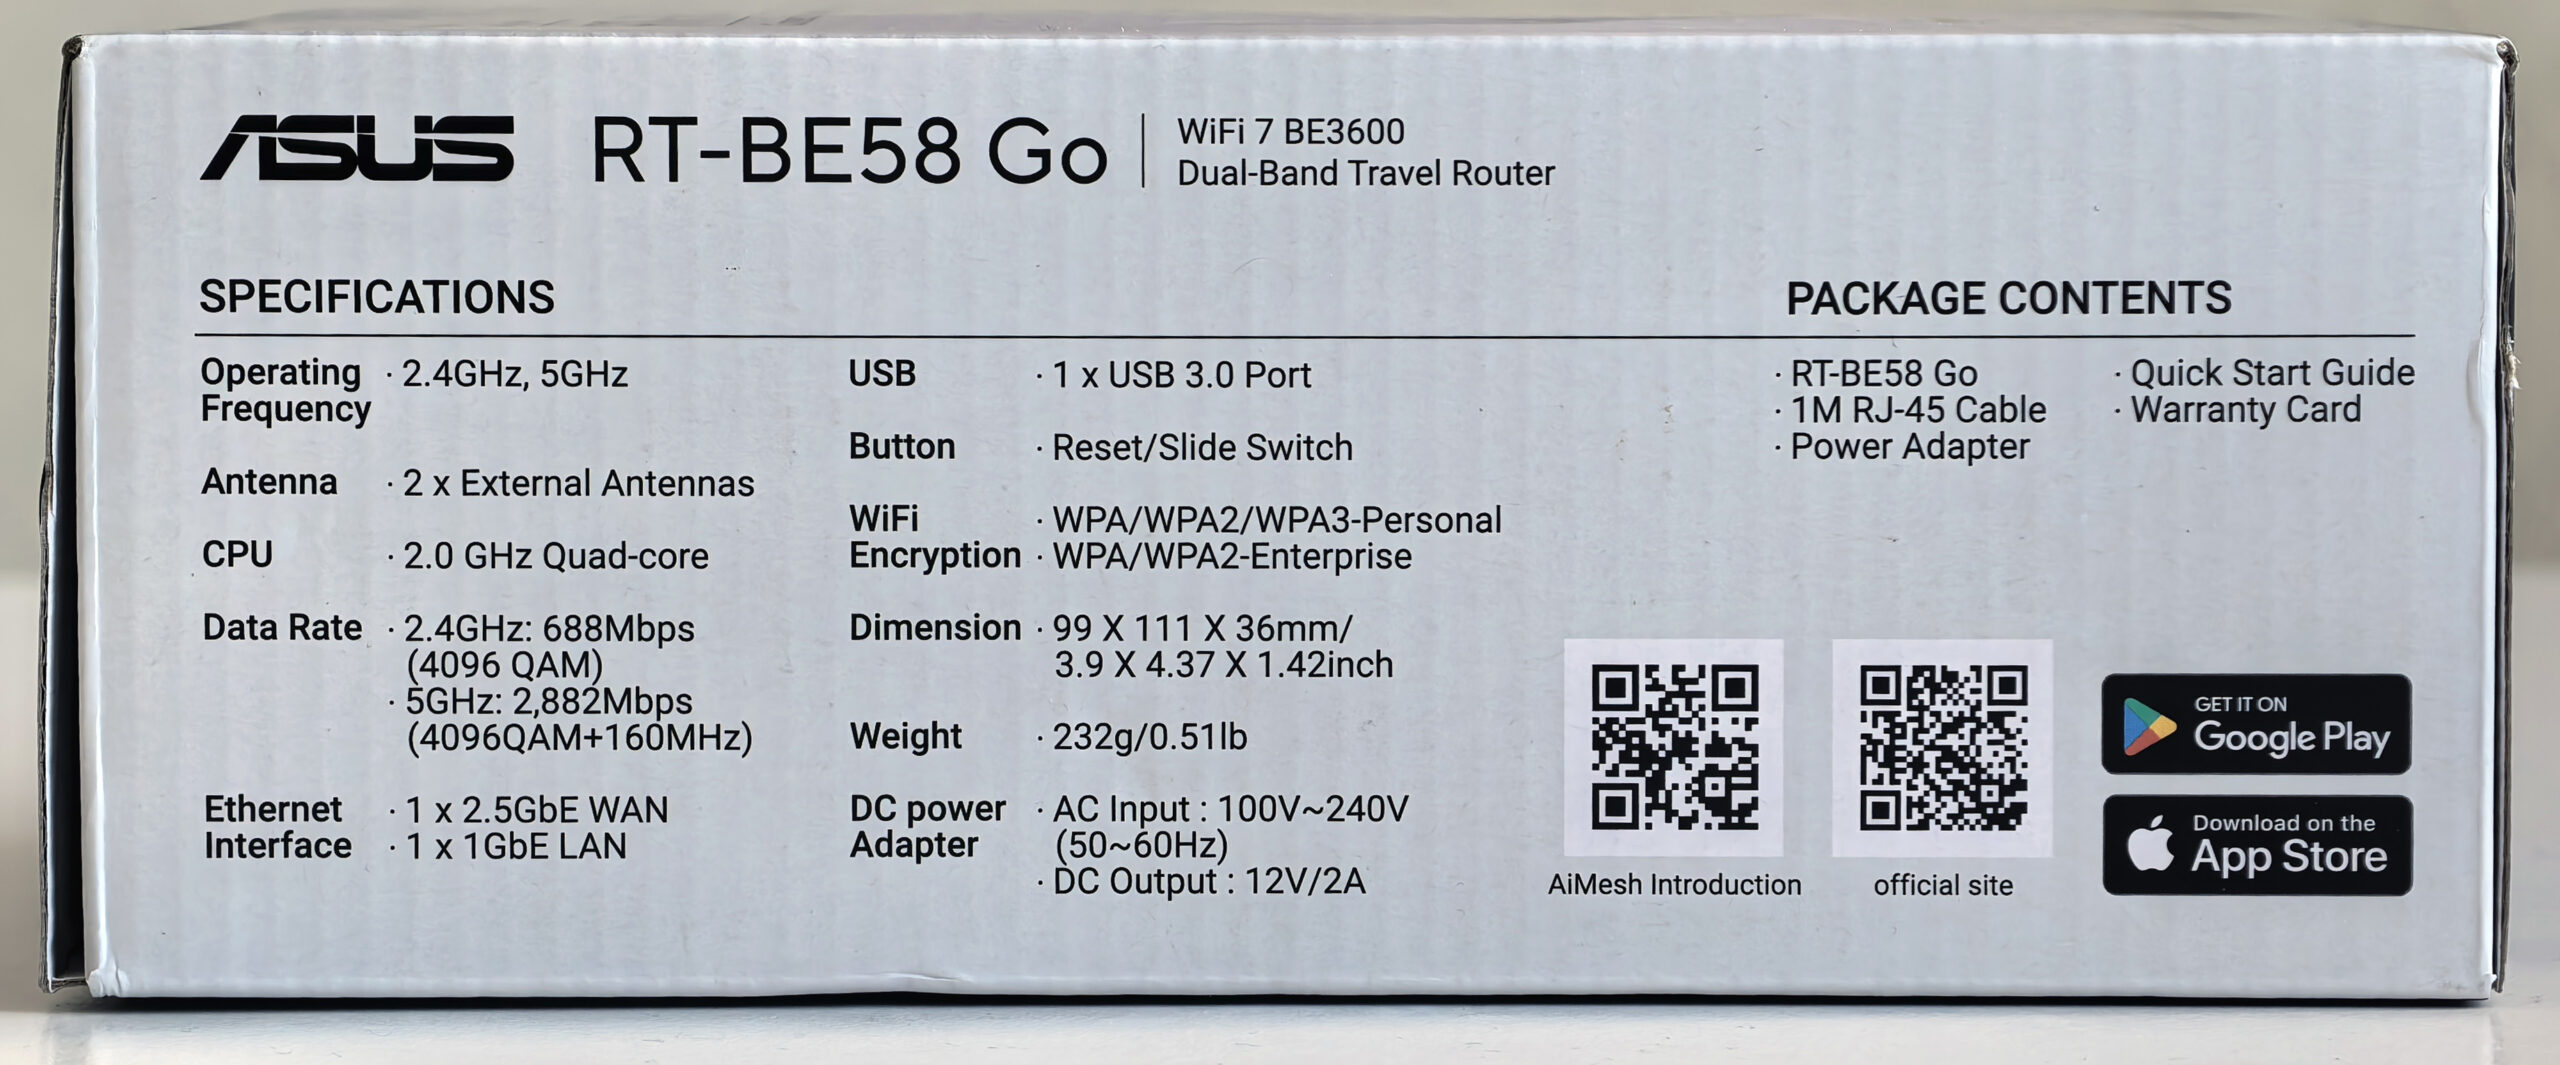 ASUS RT-BE58 Go
WiFi 7 BE3600
Dual-Band Travel Router
SPECIFICATIONS
Operating Frequency · 2.4GHz, 5GHz
Antenna · 2 x External Antennas
CPU · 2.0 GHz Quad-core
Data Rate · 2.4GHz: 688Mbps
(4096 QAM)
· 5GHz: 2,882Mbps
(4096QAM+160MHz)
Ethernet · 1 x 2.5GbE WAN
Interface · 1 x 1GbE LAN
USB · 1 x USB 3.0 Port
Button · Reset/Slide Switch
WiFi · WPA/WPA2/WPA3-Personal
Encryption · WPA/WPA2-Enterprise
Dimension · 99 X 111 X 36mm/
3.9 X 4.37 X 1.42inch
Weight · 232g/0.51lb
DC power · AC Input : 100V~240V
Adapter (50~60Hz)
· DC Output : 12V/2A
PACKAGE CONTENTS
· RT-BE58 Go
· 1M RJ-45 Cable
· Power Adapter
· Quick Start Guide
· Warranty Card
AiMesh Introduction
official site
GET IT ON
Google Play
Download on the
App Store